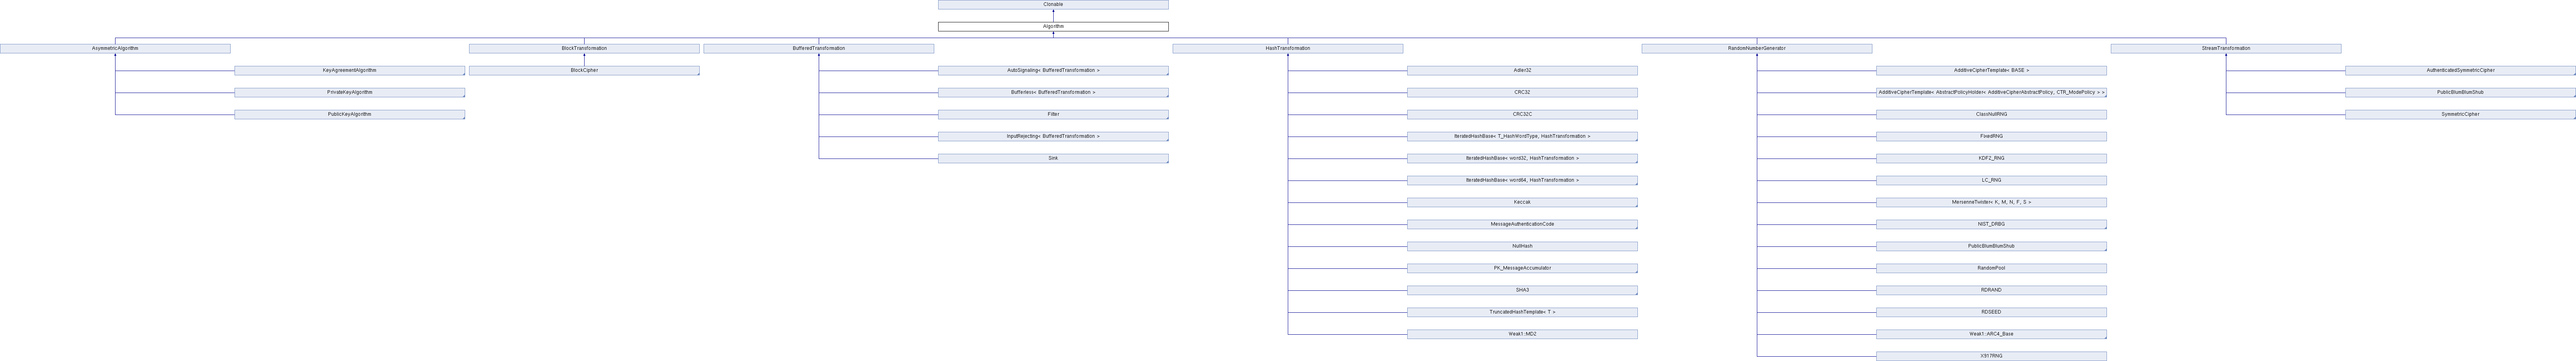 Clonable
Algorithm
AsymmetricAlgorithm
BlockTransformation
BufferedTransformation
HashTransformation
RandomNumberGenerator
StreamTransformation
KeyAgreementAlgorithm
BlockCipher
AutoSignaling< BufferedTransformation >
Adler32
AdditiveCipherTemplate< BASE >
AuthenticatedSymmetricCipher
PrivateKeyAlgorithm
Bufferless< BufferedTransformation >
CRC32
AdditiveCipherTemplate< AbstractPolicyHolder< AdditiveCipherAbstractPolicy, CTR_ModePolicy > >
PublicBlumBlumShub
PublicKeyAlgorithm
Filter
CRC32C
ClassNullRNG
SymmetricCipher
InputRejecting< BufferedTransformation >
IteratedHashBase< T_HashWordType, HashTransformation >
FixedRNG
Sink
IteratedHashBase< word32, HashTransformation >
KDF2_RNG
IteratedHashBase< word64, HashTransformation >
LC_RNG
Keccak
MersenneTwister< K, M, N, F, S >
MessageAuthenticationCode
NIST_DRBG
NullHash
PublicBlumBlumShub
PK_MessageAccumulator
RandomPool
SHA3
RDRAND
TruncatedHashTemplate< T >
RDSEED
Weak1::MD2
Weak1::ARC4_Base
X917RNG